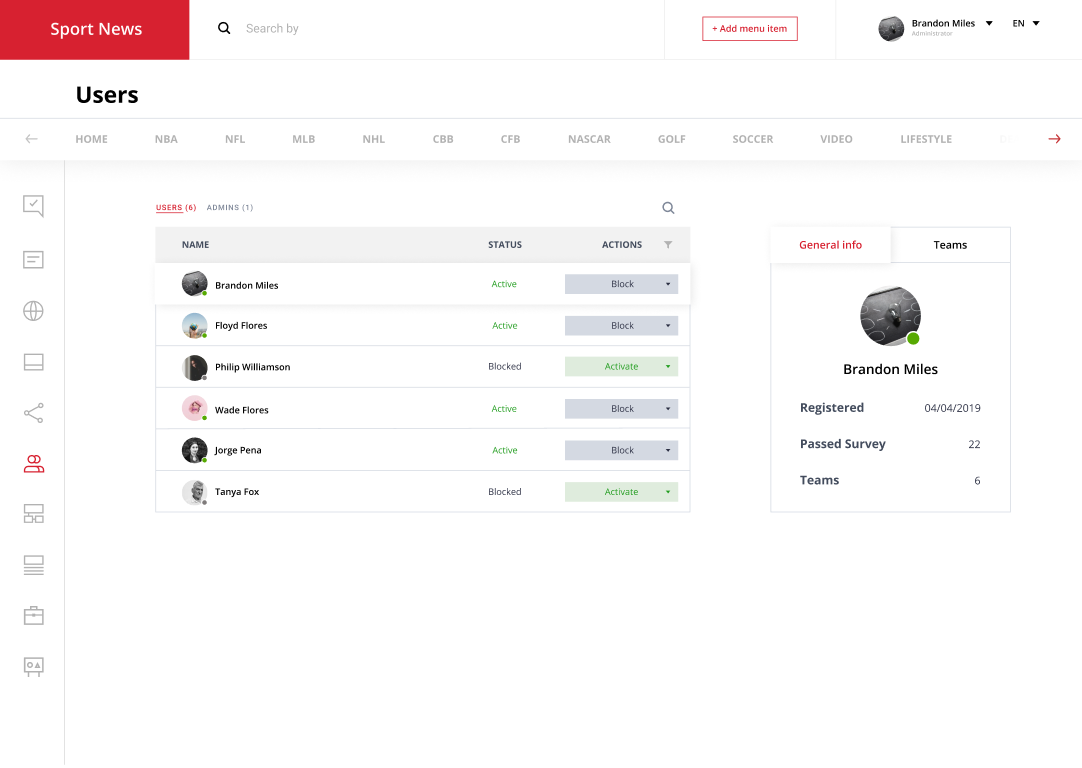 Sport News
Search by
+ Add menu item
Brandon Miles
Administrator
EN
Users
HOME NBA NFL MLB NHL CBB CFB NASCAR GOLF SOCCER VIDEO LIFESTYLE
USERS (6) ADMINS (1)
NAME STATUS ACTIONS
Brandon Miles Active Block
Floyd Flores Active Block
Philip Williamson Blocked Activate
Wade Flores Active Block
Jorge Pena Active Block
Tanya Fox Blocked Activate
General info Teams
Brandon Miles
Registered 04/04/2019
Passed Survey 22
Teams 6